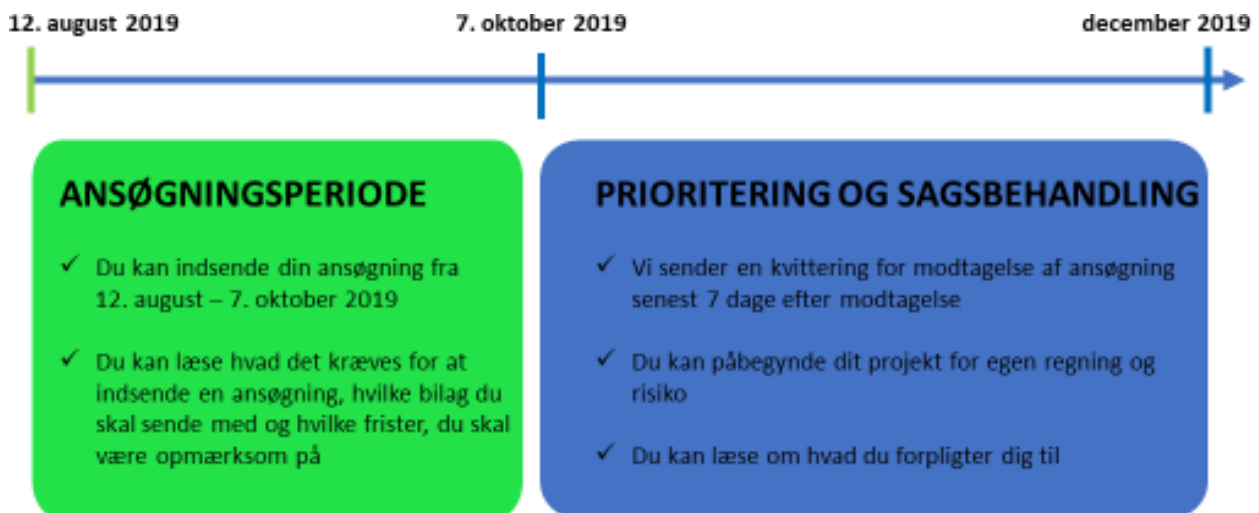 12. august 2019
7. oktober 2019
december 2019
ANSØGNINGSPERIODE
✓ Du kan indsende din ansøgning fra
12. august – 7. oktober 2019
✓ Du kan læse hvad det kræves for at
indsende en ansøgning, hvilke bilag du
skal sende med og hvilke frister, du skal
være opmærksom på
PRIORITERING OG SAGSBEHANDLING
✓ Vi sender en kvittering for modtagelse af ansøgning
senest 7 dage efter modtagelse
✓ Du kan påbegynde dit projekt for egen regning og
risiko
✓ Du kan læse om hvad du forpligter dig til